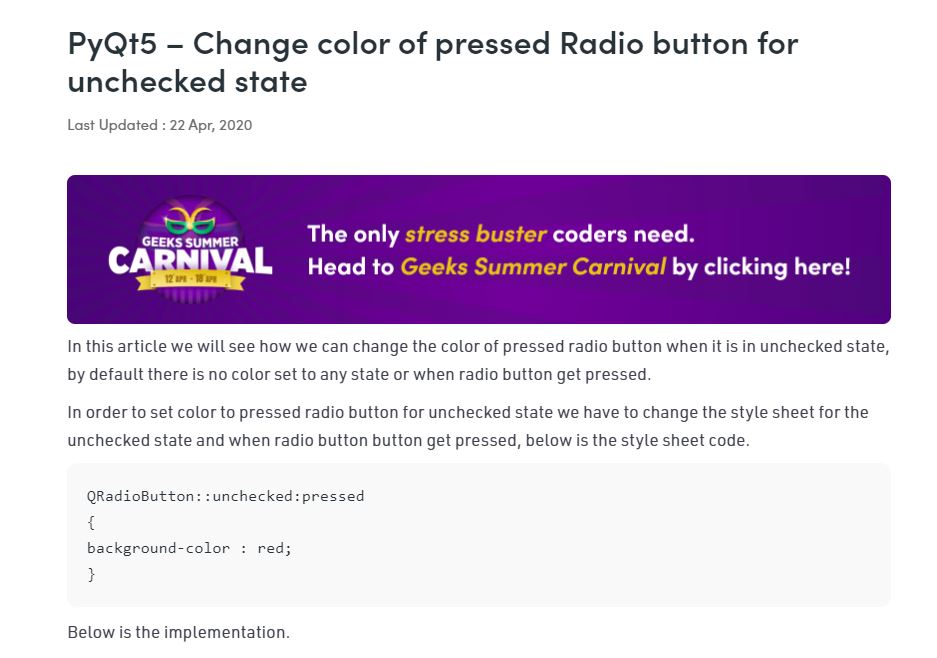 PyQt5 – Change color of pressed Radio button for
unchecked state
Last Updated : 22 Apr, 2020
GEEKS SUMMER
CARNIVAL
12 APR - 18 APR
The only stress buster coders need.
Head to Geeks Summer Carnival by clicking here!
In this article we will see how we can change the color of pressed radio button when it is in unchecked state,
by default there is no color set to any state or when radio button get pressed.
In order to set color to pressed radio button for unchecked state we have to change the style sheet for the
unchecked state and when radio button button get pressed, below is the style sheet code.
QRadioButton::unchecked:pressed
{
background-color : red;
}
Below is the implementation.